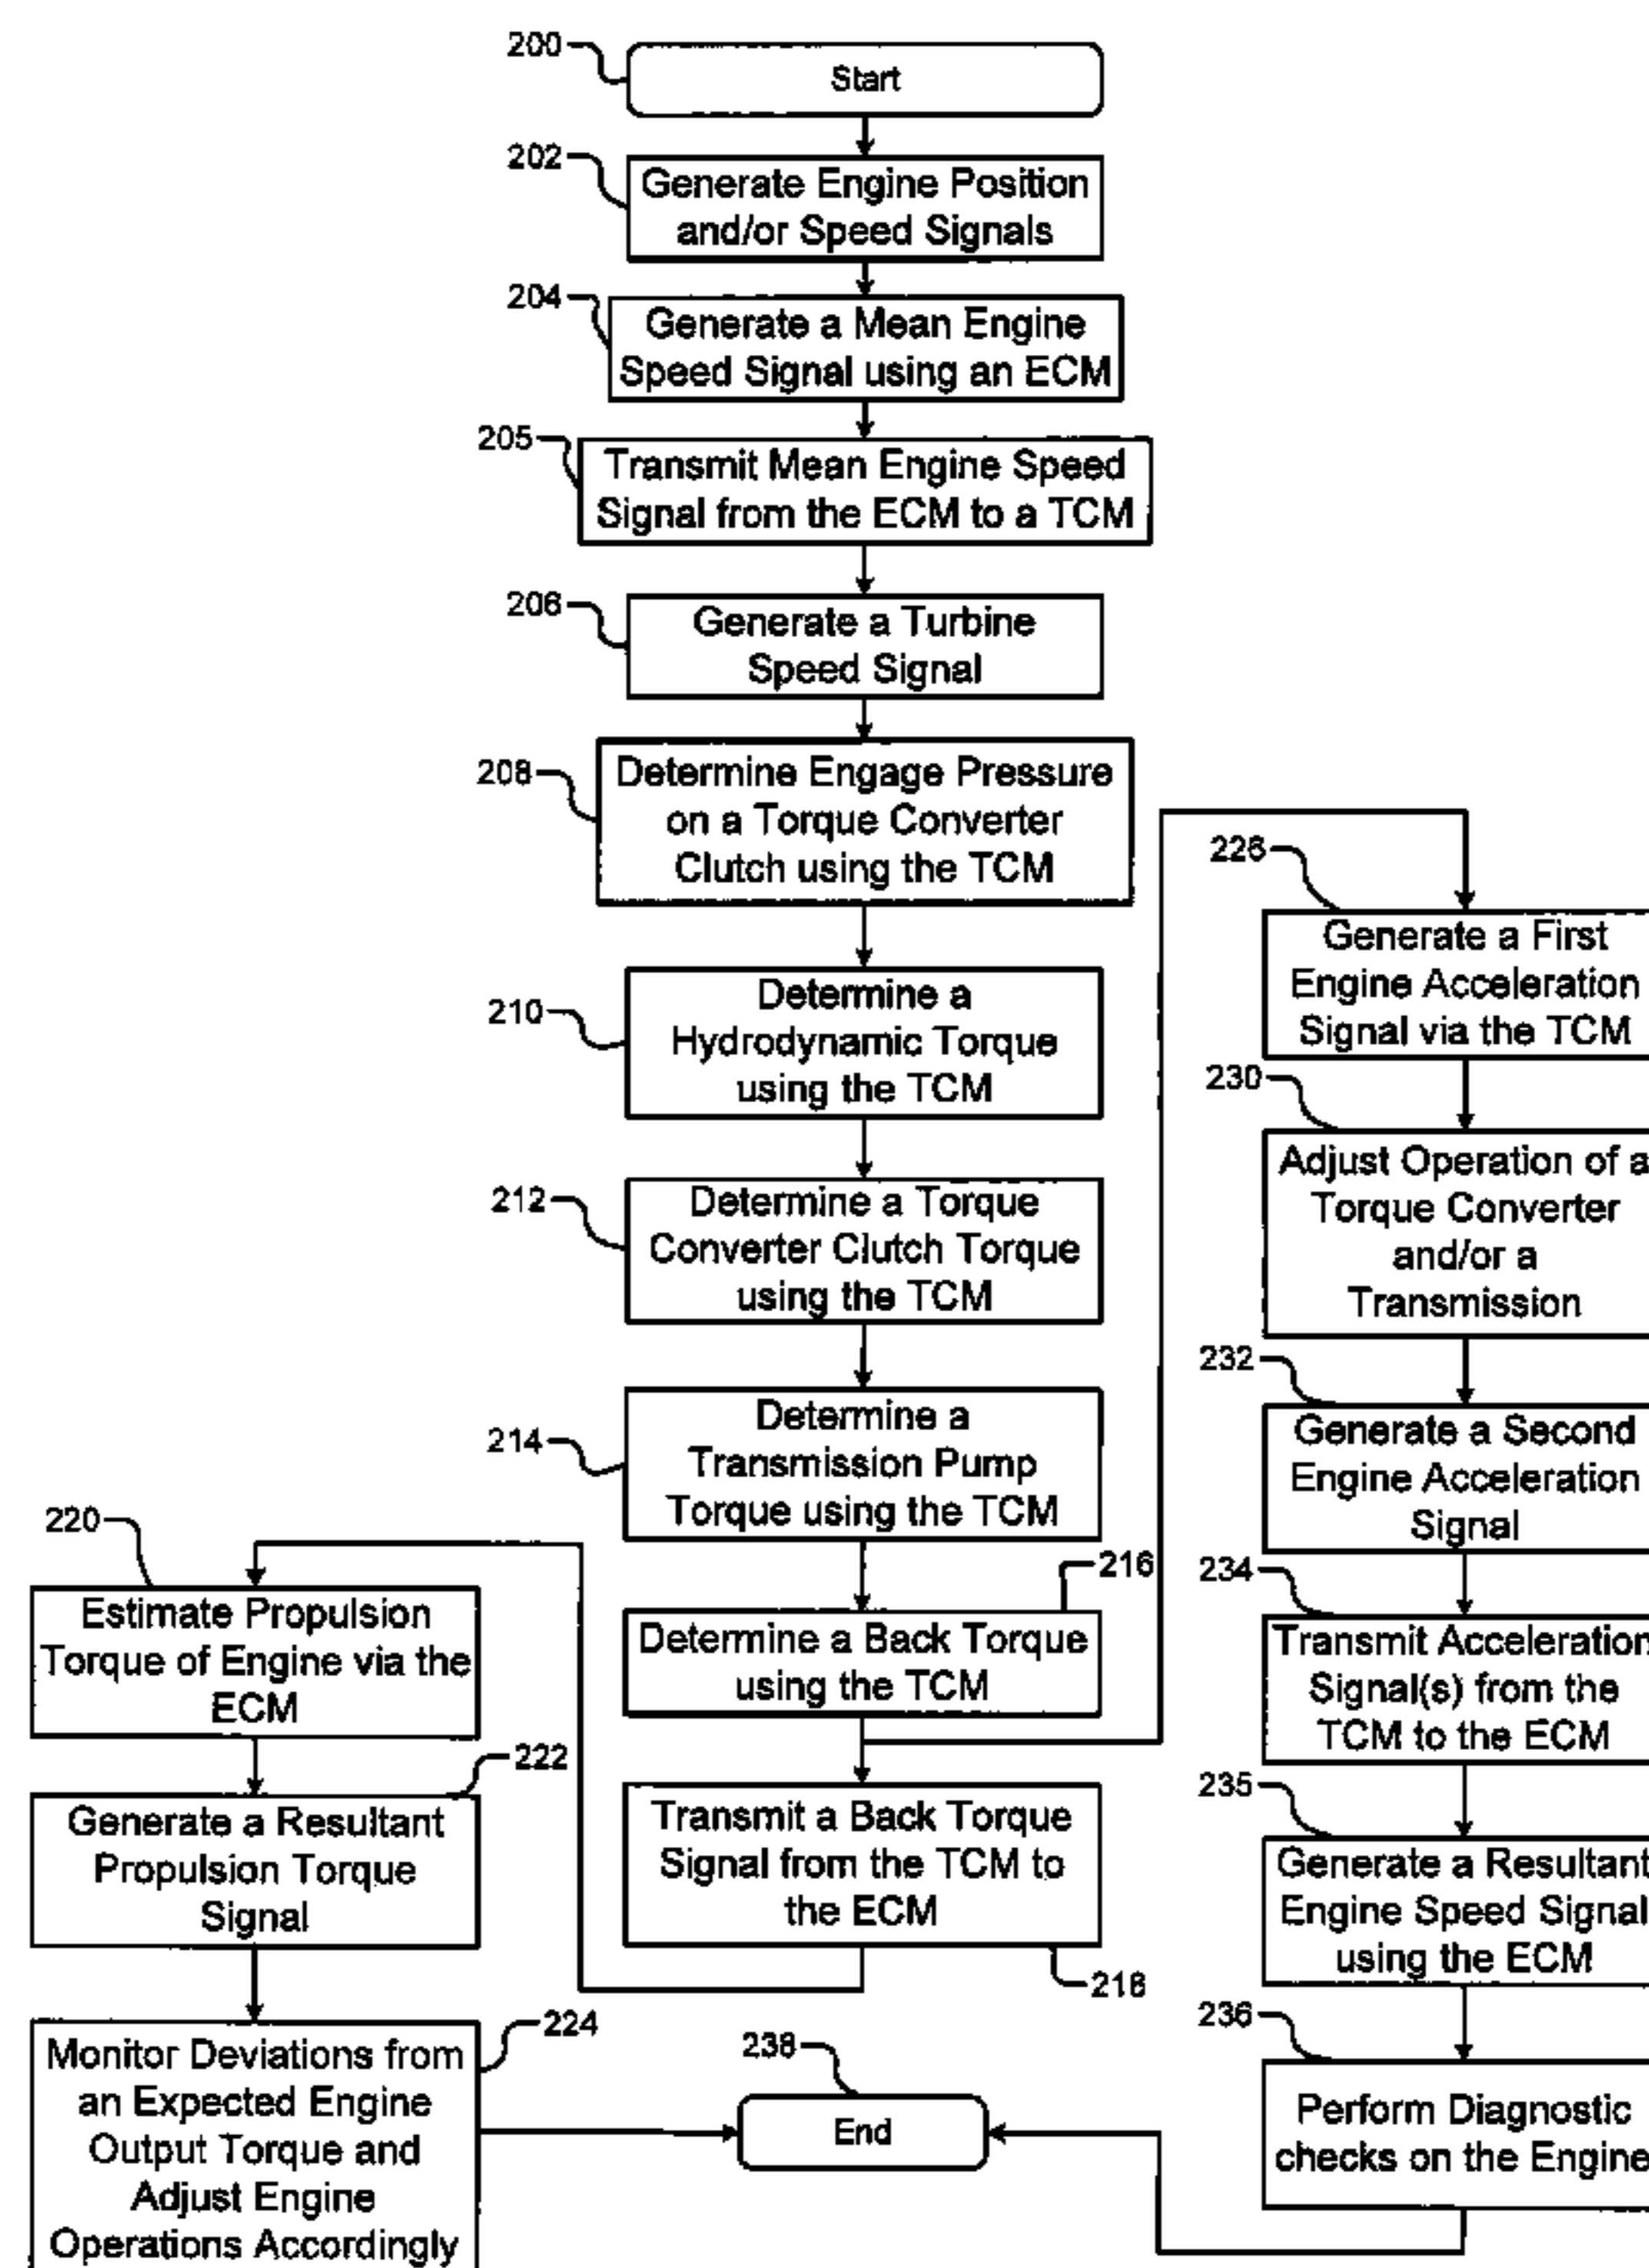 200
Start
202
Generate Engine Position
and/or Speed Signals
204
Generate a Mean Engine
Speed Signal using an ECM
205
Transmit Mean Engine Speed
Signal from the ECM to a TCM
206
Generate a Turbine
Speed Signal
208
Determine Engage Pressure
on a Torque Converter
Clutch using the TCM
210
Determine a
Hydrodynamic Torque
using the TCM
212
Determine a Torque
Converter Clutch Torque
using the TCM
214
Determine a
Transmission Pump
Torque using the TCM
216
Determine a Back Torque
using the TCM
Transmit a Back Torque
Signal from the TCM to
the ECM
218
220
Estimate Propulsion
Torque of Engine via the
ECM
222
Generate a Resultant
Propulsion Torque
Signal
224
Monitor Deviations from
an Expected Engine
Output Torque and
Adjust Engine
Operations Accordingly
228
Generate a First
Engine Acceleration
Signal via the TCM
230
Adjust Operation of a
Torque Converter
and/or a
Transmission
232
Generate a Second
Engine Acceleration
Signal
234
Transmit Acceleration
Signal(s) from the
TCM to the ECM
235
Generate a Resultant
Engine Speed Signal
using the ECM
236
Perform Diagnostic
checks on the Engine
238
End